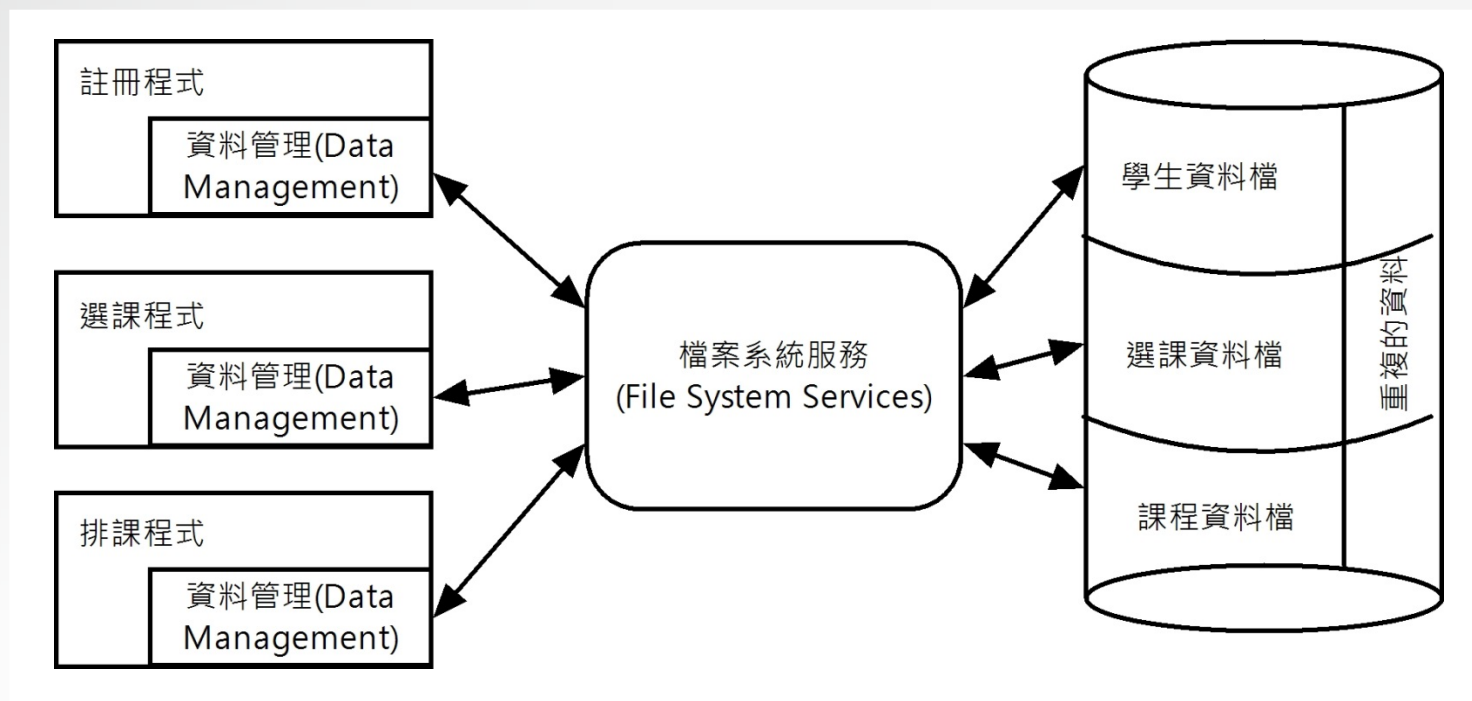 註冊程式
資料管理(Data
Management)
選課程式
資料管理(Data
Management)
排課程式
資料管理(Data
Management)
檔案系統服務
(File System Services)
學生資料檔
選課資料檔
課程資料檔
重複的資料